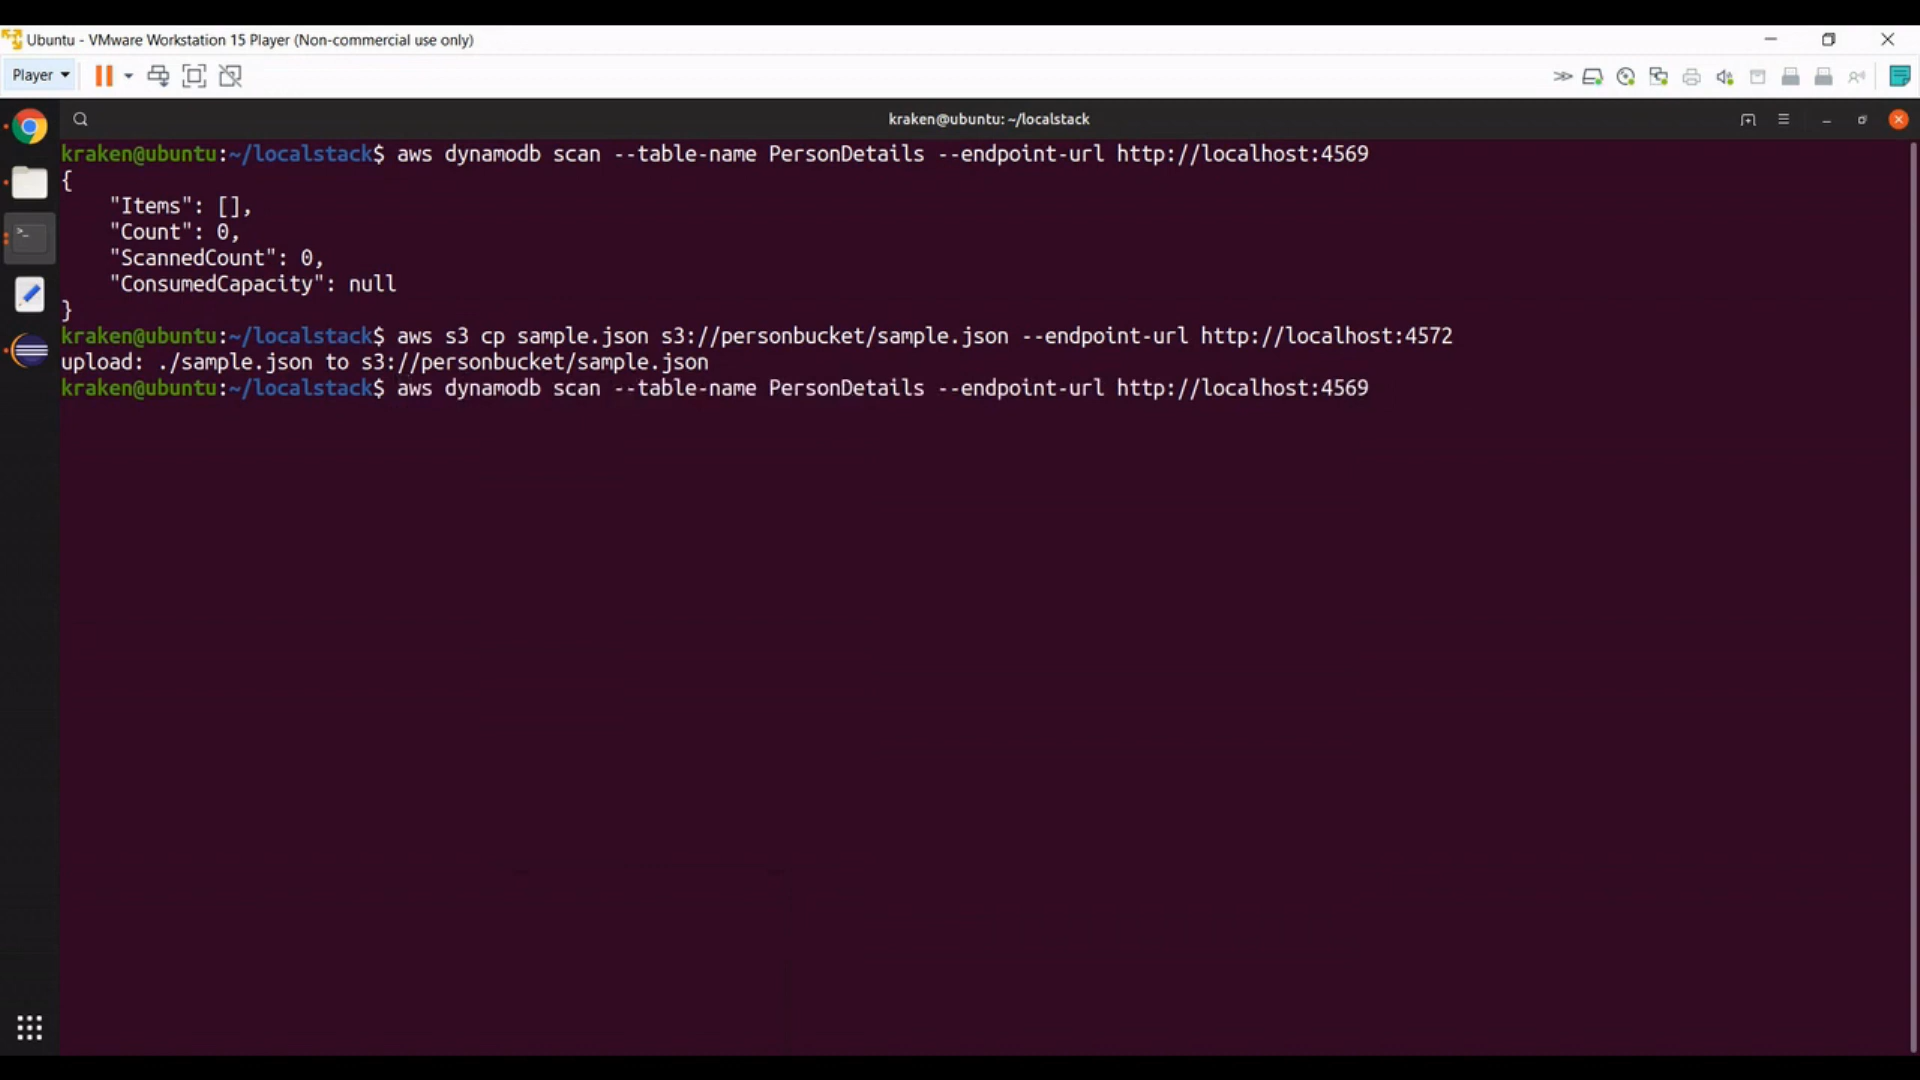 Ubuntu - VMware Workstation 15 Player (Non-commercial use only)
Player
kraken@ubuntu: ~/localstack
kraken@ubuntu:~/localstack$ aws dynamodb scan --table-name PersonDetails --endpoint-url http://localhost:4569
{
    "Items": [],
    "Count": 0,
    "ScannedCount": 0,
    "ConsumedCapacity": null
}
kraken@ubuntu:~/localstack$ aws s3 cp sample.json s3://personbucket/sample.json --endpoint-url http://localhost:4572
upload: ./sample.json to s3://personbucket/sample.json
kraken@ubuntu:~/localstack$ aws dynamodb scan --table-name PersonDetails --endpoint-url http://localhost:4569